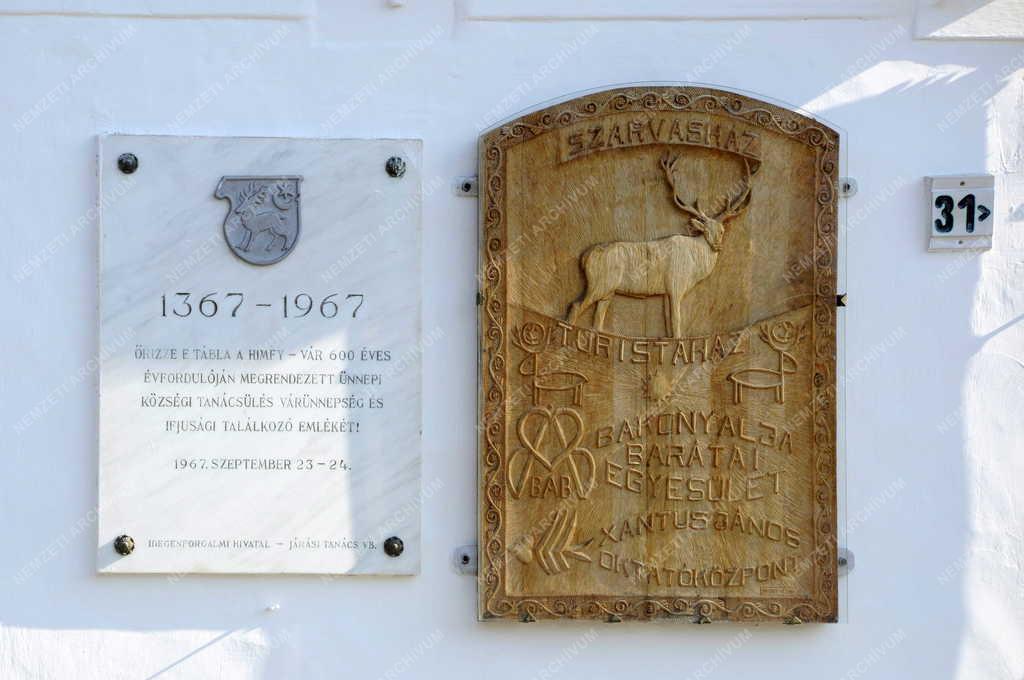 1367-1967
ŐRIZZE E TÁBLA A HIMFY - VÁR 600 ÉVES
ÉVFORDULÓJÁN MEGRENDEZETT ÜNNEPI
KÖZSÉGI TANÁCSÜLÉS VÁRÜNNEPSÉG ÉS
IFJUSÁGI TALÁLKOZÓ EMLÉKÉT!
1967. SZEPTEMBER 23-24.
IDEGENFORGALMI HIVATAL - JÁRÁSI TANÁCS VB.
SZARVASHÁZ
TURISTAHÁZ
BAKONYALJA
BARÁTAI
EGYESÜLET
BAB
XANTUS JÁNOS
OKTATÓKÖZPONT
31>
NEMZETI ARCHÍVUM